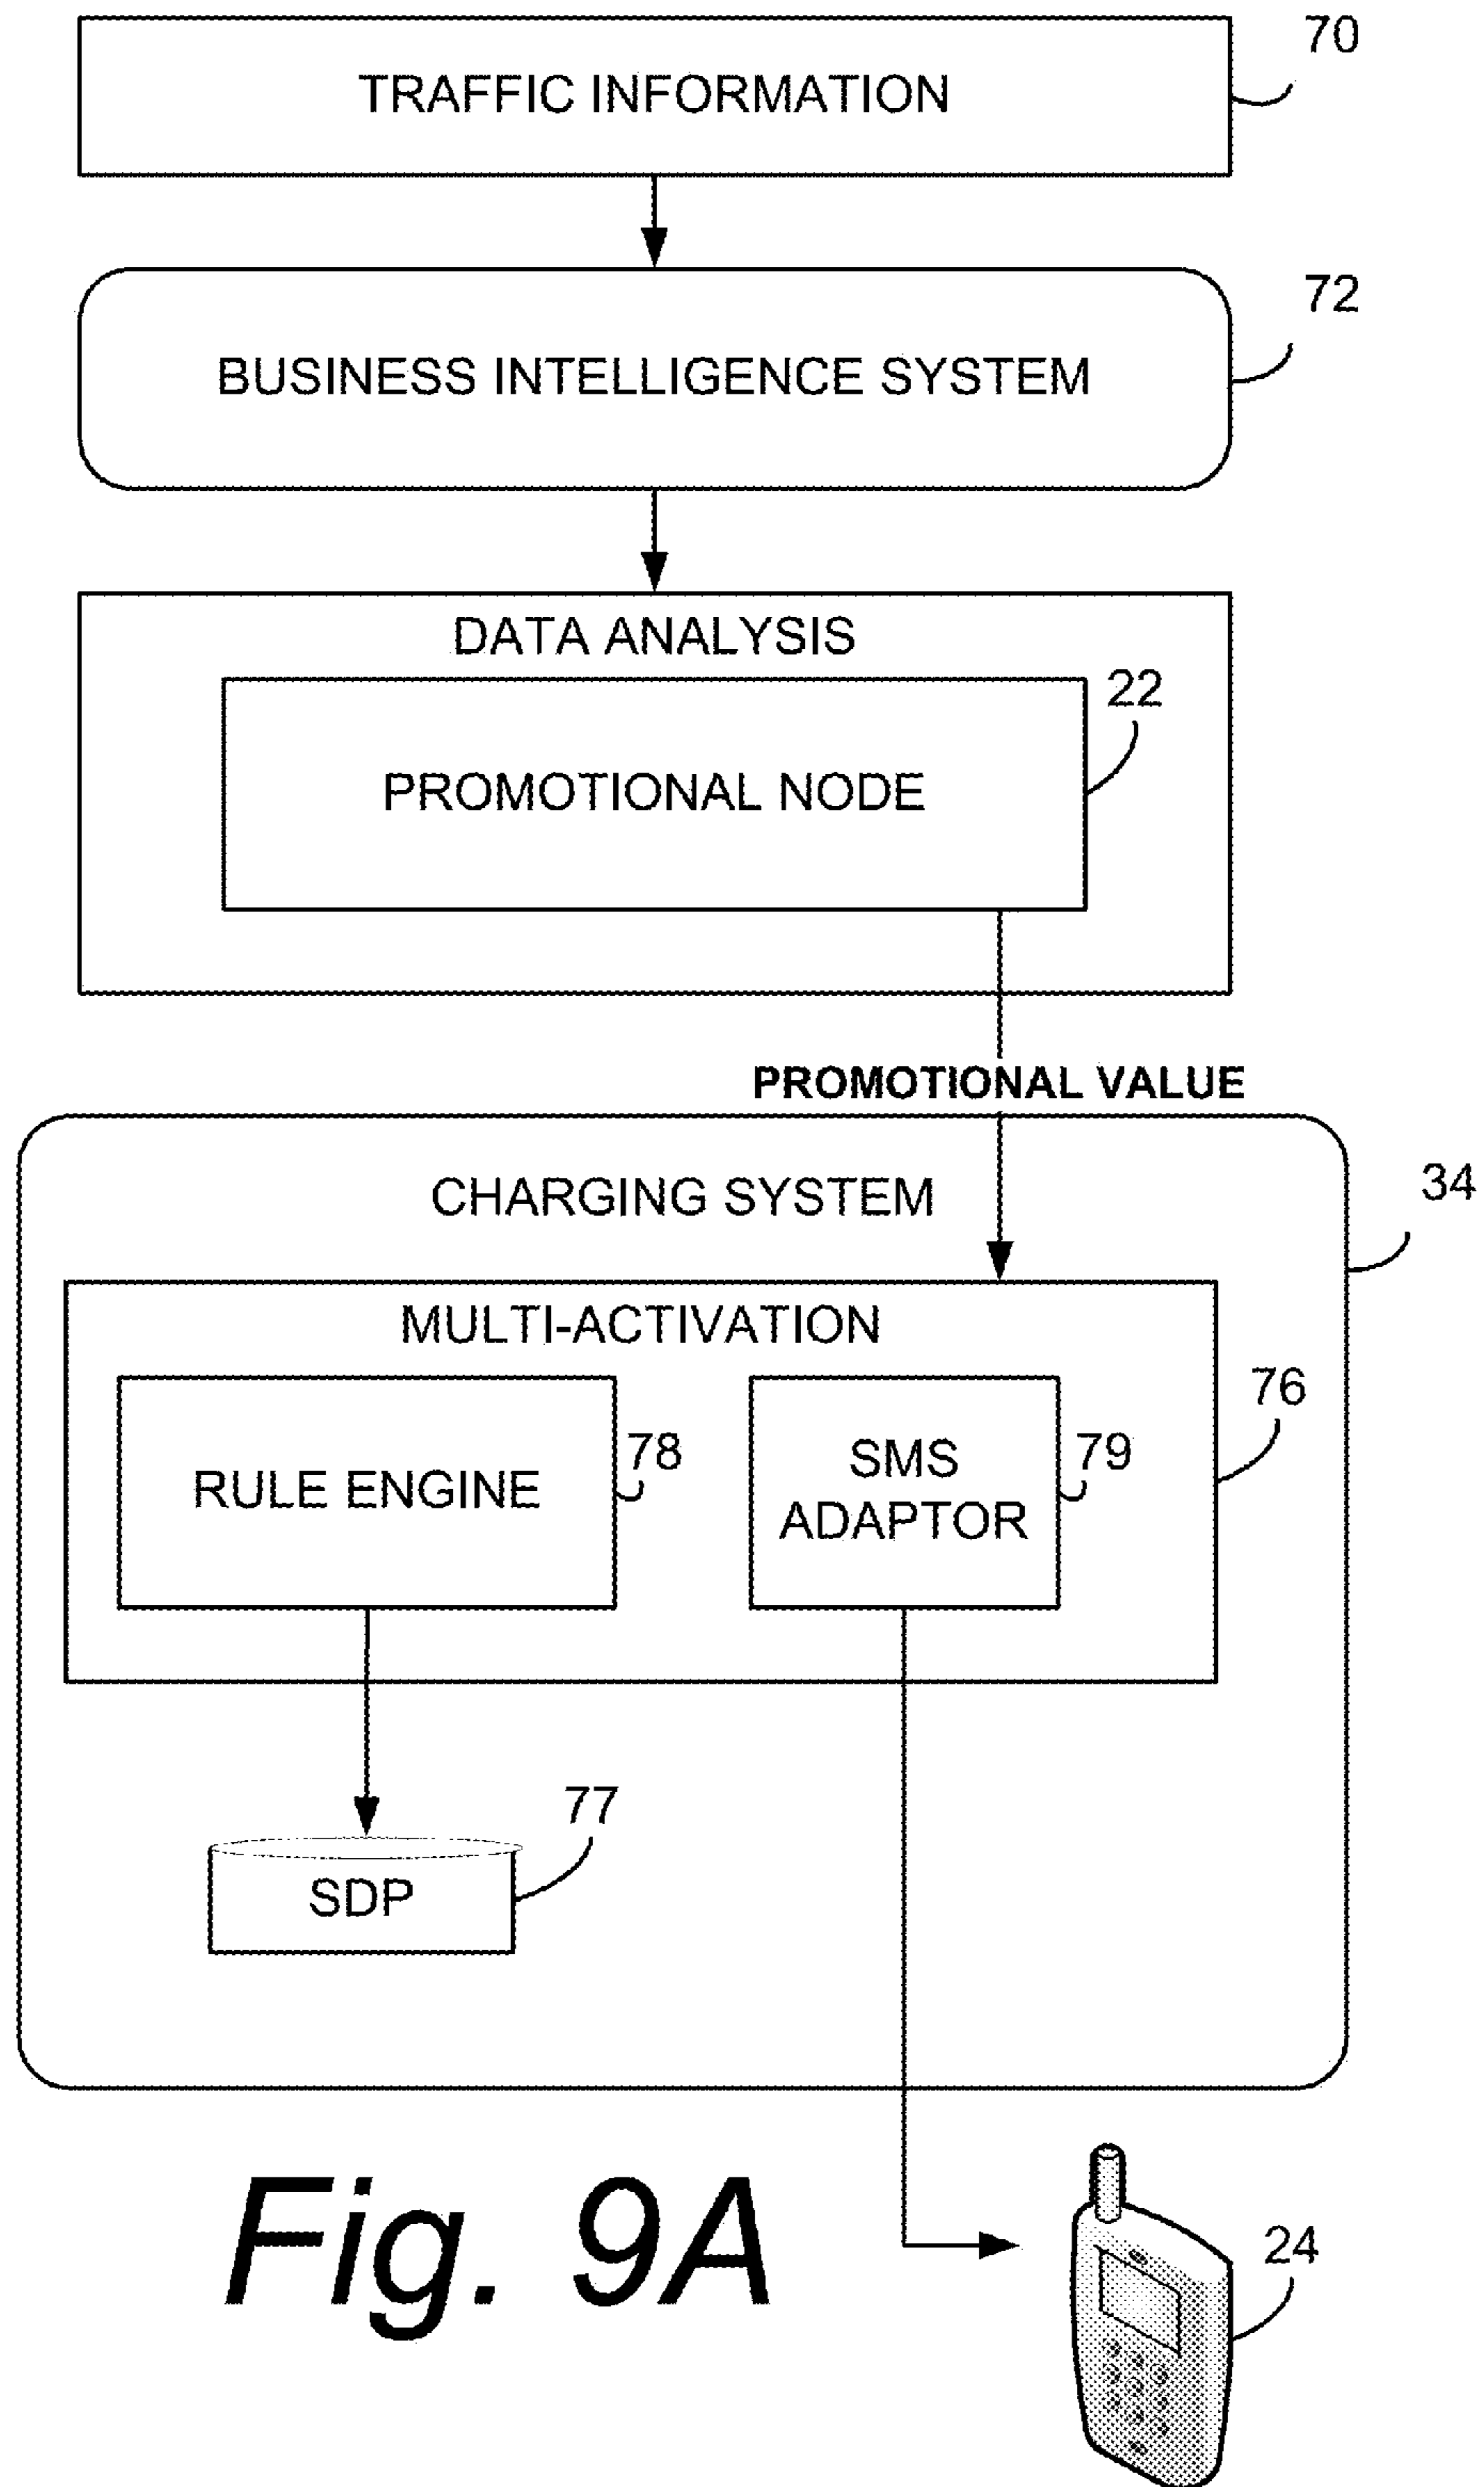 70
TRAFFIC INFORMATION
72
BUSINESS INTELLIGENCE SYSTEM
DATA ANALYSIS
22
PROMOTIONAL NODE
PROMOTIONAL VALUE
CHARGING SYSTEM
34
MULTI-ACTIVATION
76
RULE ENGINE
78
SMS
ADAPTOR
79
77
SDP
Fig. 9A
24